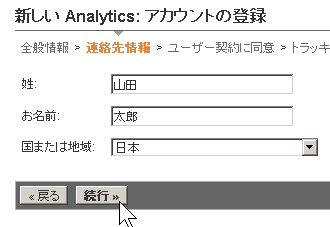 新しい Analytics: アカウントの登録
全般情報 > 連絡先情報 > ユーザー契約に同意 > トラッキ
姓: 山田
お名前: 太郎
国または地域: 日本
« 戻る 続行 »